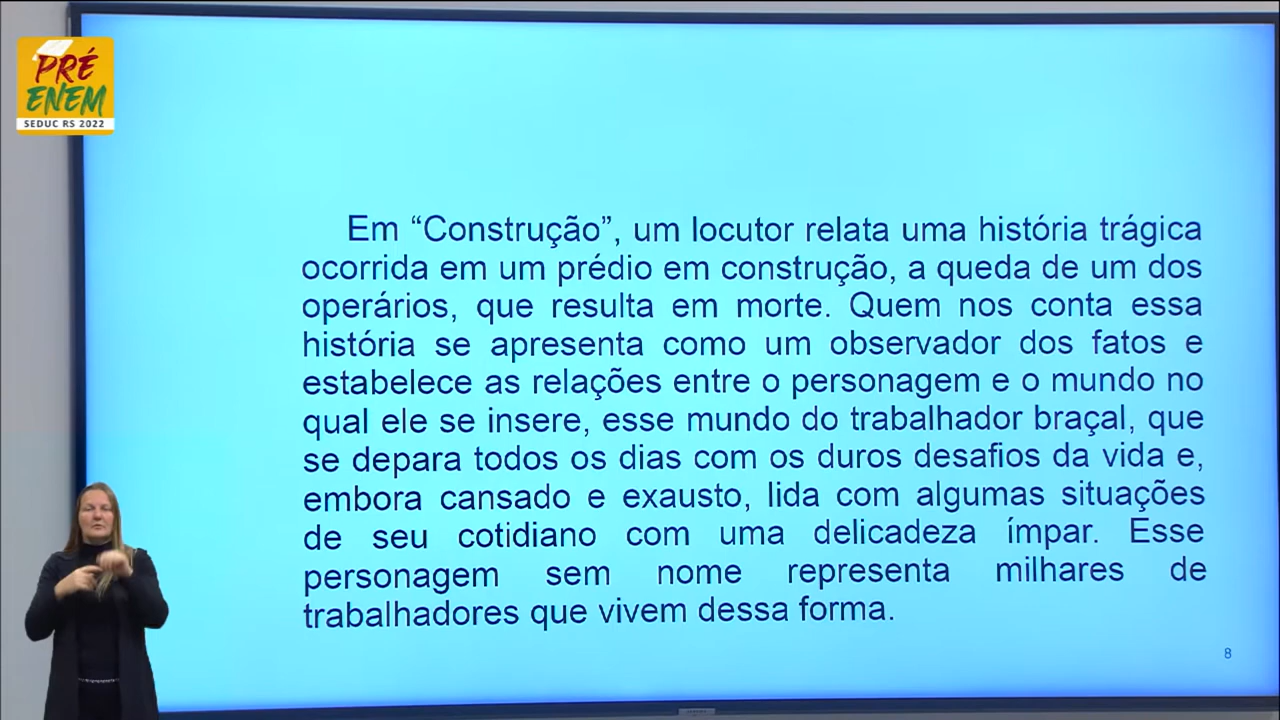 PRÉ
ENEM
SEDUC RS 2022
Em “Construção”, um locutor relata uma história trágica
ocorrida em um prédio em construção, a queda de um dos
operários, que resulta em morte. Quem nos conta essa
história se apresenta como um observador dos fatos e
estabelece as relações entre o personagem e o mundo no
qual ele se insere, esse mundo do trabalhador braçal, que
se depara todos os dias com os duros desafios da vida e,
embora cansado e exausto, lida com algumas situações
de seu cotidiano com uma delicadeza ímpar. Esse
personagem sem nome representa milhares de
trabalhadores que vivem dessa forma.
8